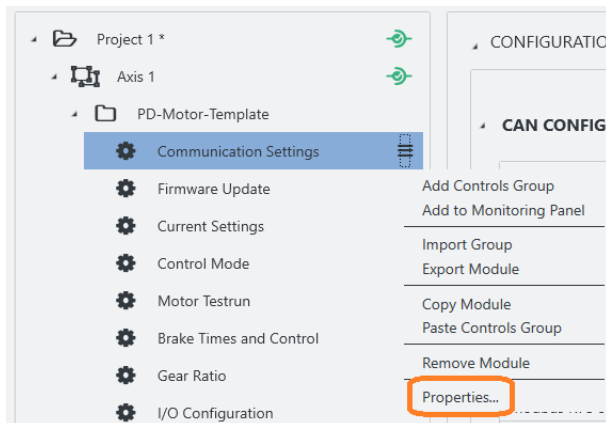 Project 1 *
Axis 1
PD-Motor-Template
Communication Settings
Firmware Update
Current Settings
Control Mode
Motor Testrun
Brake Times and Control
Gear Ratio
I/O Configuration
CONFIGURATIO
CAN CONFIG
Add Controls Group
Add to Monitoring Panel
Import Group
Export Module
Copy Module
Paste Controls Group
Remove Module
Properties...